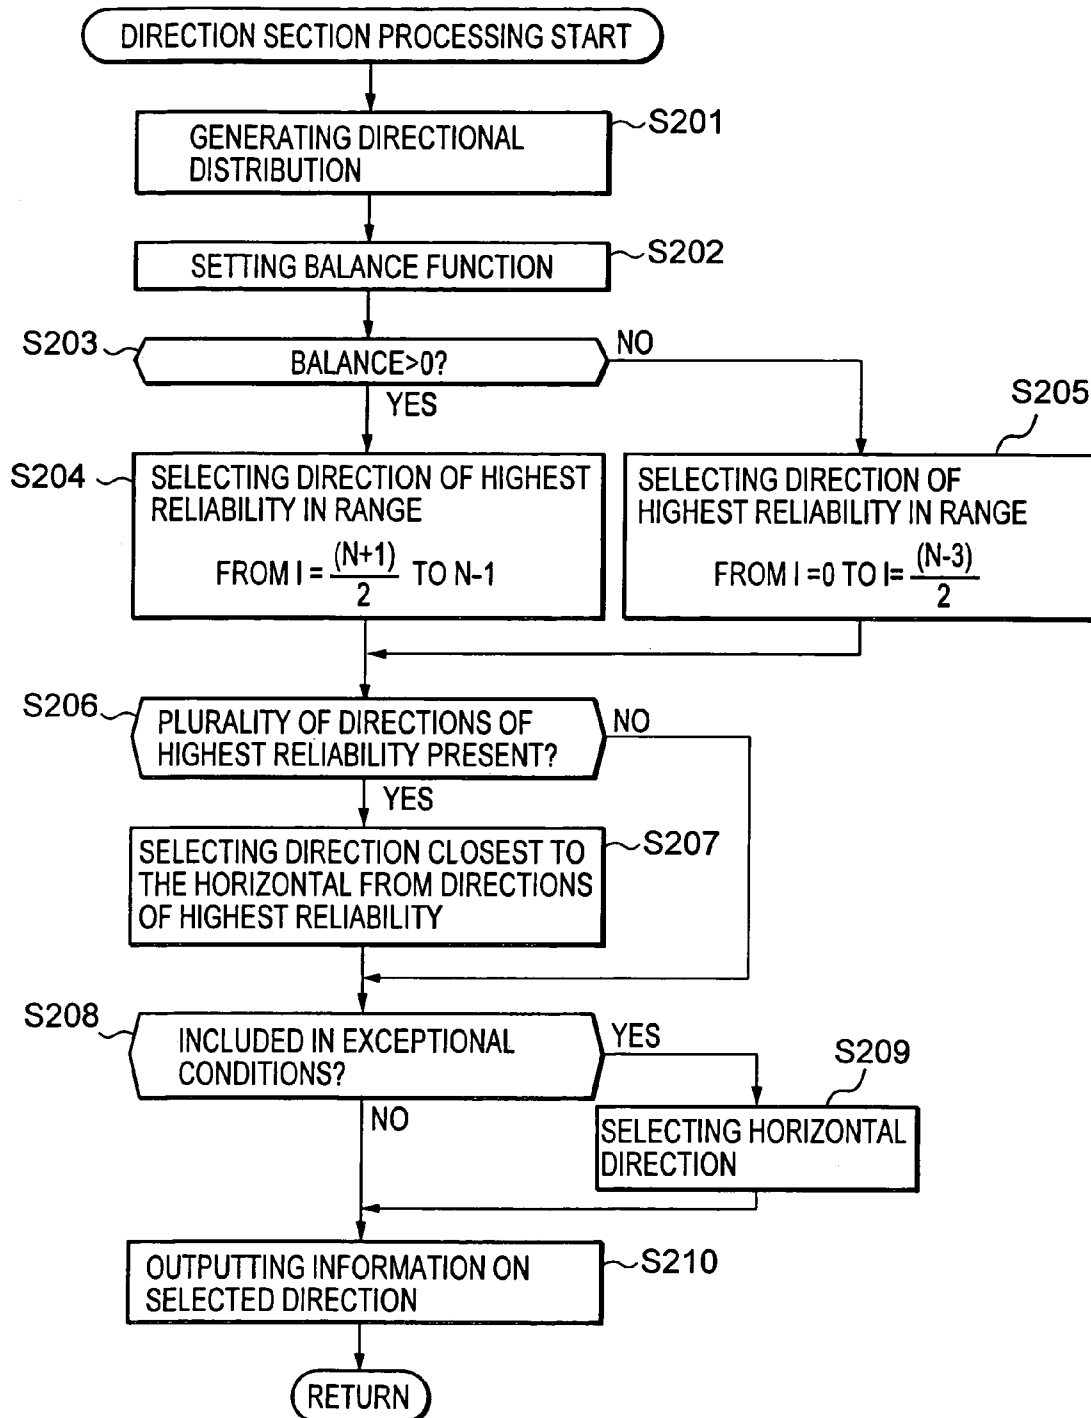 DIRECTION SECTION PROCESSING START
S201
GENERATING DIRECTIONAL
DISTRIBUTION
S202
SETTING BALANCE FUNCTION
S203
BALANCE>0?
NO
YES
S204
SELECTING DIRECTION OF HIGHEST
RELIABILITY IN RANGE
FROM I = (N+1)/2 TO N-1
S205
SELECTING DIRECTION OF
HIGHEST RELIABILITY IN RANGE
FROM I =0 TO I= (N-3)/2
S206
PLURALITY OF DIRECTIONS OF
HIGHEST RELIABILITY PRESENT?
NO
YES
S207
SELECTING DIRECTION CLOSEST TO
THE HORIZONTAL FROM DIRECTIONS
OF HIGHEST RELIABILITY
S208
INCLUDED IN EXCEPTIONAL
CONDITIONS?
YES
NO
S209
SELECTING HORIZONTAL
DIRECTION
S210
OUTPUTTING INFORMATION ON
SELECTED DIRECTION
RETURN